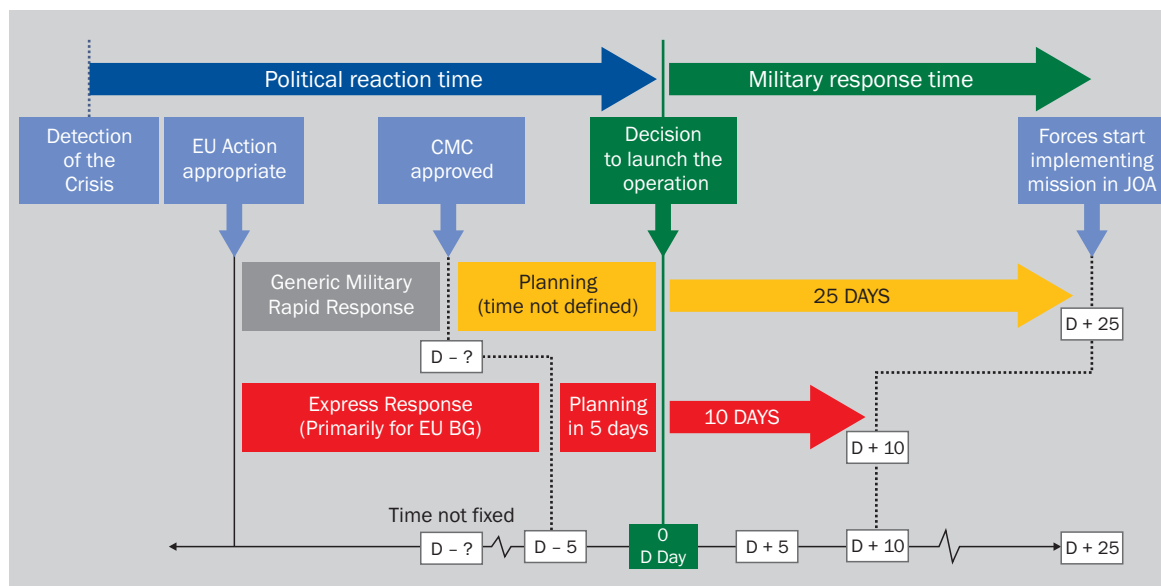 Political reaction time
Military response time
Detection
of the
Crisis
EU Action
appropriate
CMC
approved
Decision
to launch the
operation
Forces start
implementing
mission in JOA
Generic Military
Rapid Response
Planning
(time not defined)
25 DAYS
D + 25
D – ?
Express Response
(Primarily for EU BG)
Planning
in 5 days
10 DAYS
D + 10
Time not fixed
D – ?
D – 5
0
D Day
D + 5
D + 10
D + 25